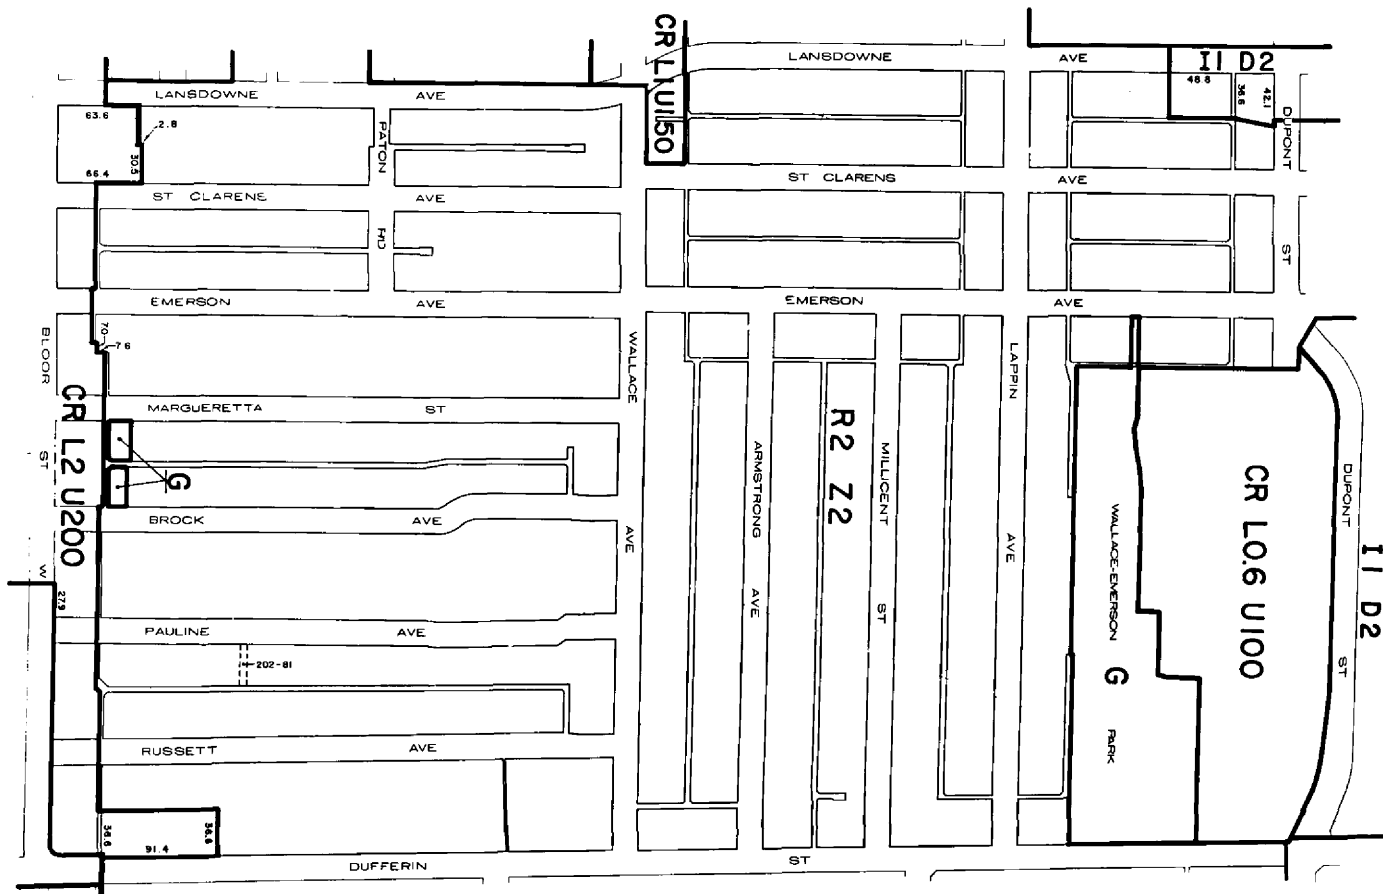 CR L1 U150
LANSDOWNE AVE
I1 D2
48.8
36.6
42.1
DUPONT ST
LANSDOWNE AVE
63.6
2.8
30.5
66.4
PATON RD
ST CLARENS AVE
ST CLARENE AVE
EMERSON AVE
EMERSON AVE
BLOOR ST W
70
76
WALLACE AVE
LAPPIN AVE
MARGUERETTA ST
CR L2 U200
G
ARMSTRONG AVE
R2 Z2
MILLICENT ST
WALLACE-EMERSON PARK
G
CR L0.6 U100
DUPONT ST
I1 D2
BROCK AVE
27.9
PAULINE AVE
202-81
RUSSETT AVE
36.6
91.4
36.6
DUFFERIN ST